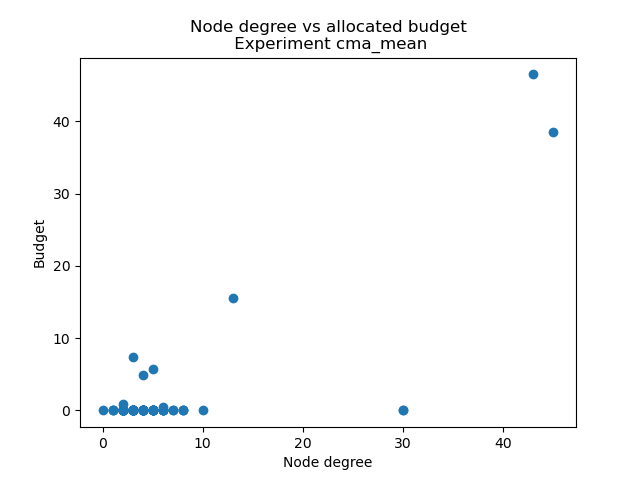 Node degree vs allocated budget
Experiment cma_mean
Budget
40
30
20
10
0
0 10 20 30 40
Node degree